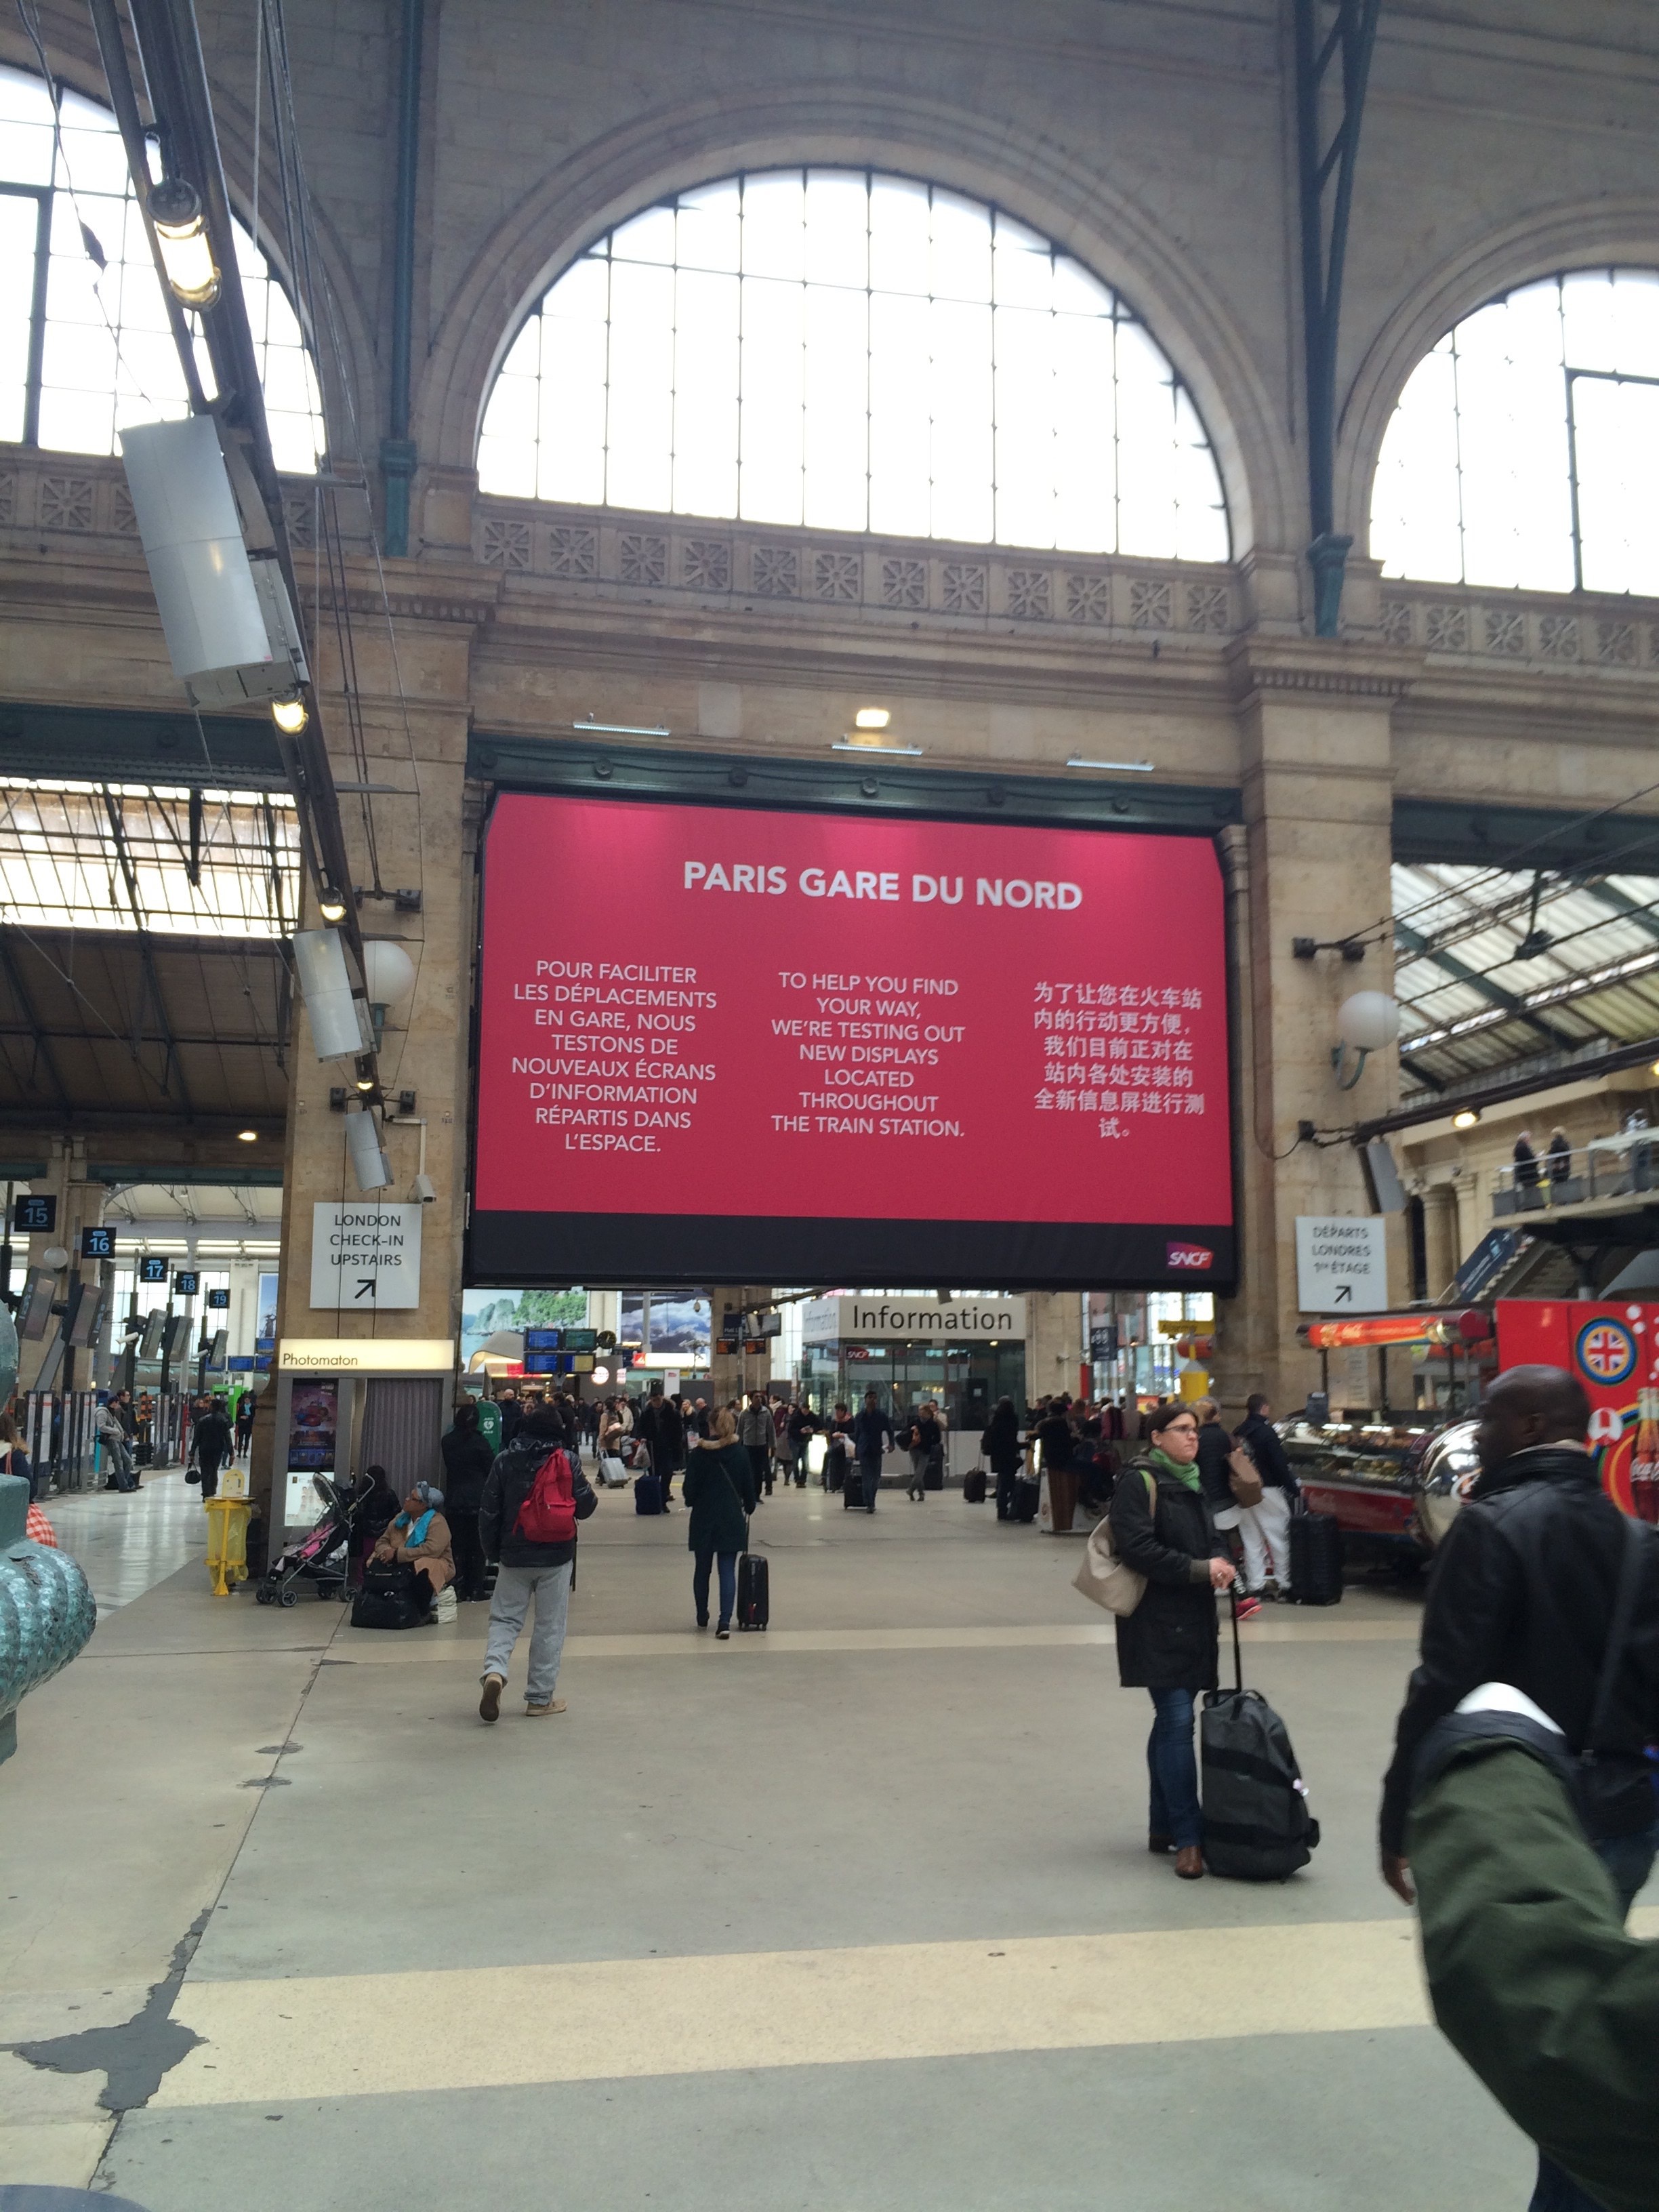 PARIS GARE DU NORD
POUR FACILITER
LES DÉPLACEMENTS
EN GARE, NOUS
TESTONS DE
NOUVEAUX ÉCRANS
D'INFORMATION
RÉPARTIS DANS
L'ESPACE.
TO HELP YOU FIND
YOUR WAY,
WE'RE TESTING OUT
NEW DISPLAYS
LOCATED
THROUGHOUT
THE TRAIN STATION.
为了让您在火车站
内的行动更方便，
我们目前正对在
站内各处安装的
全新信息屏进行测
试。
SNCF
15
16
17
18
19
LONDON
CHECK-IN
UPSTAIRS
DÉPARTS
LONDRES
1ER ÉTAGE
Information
SNCF
Photomaton